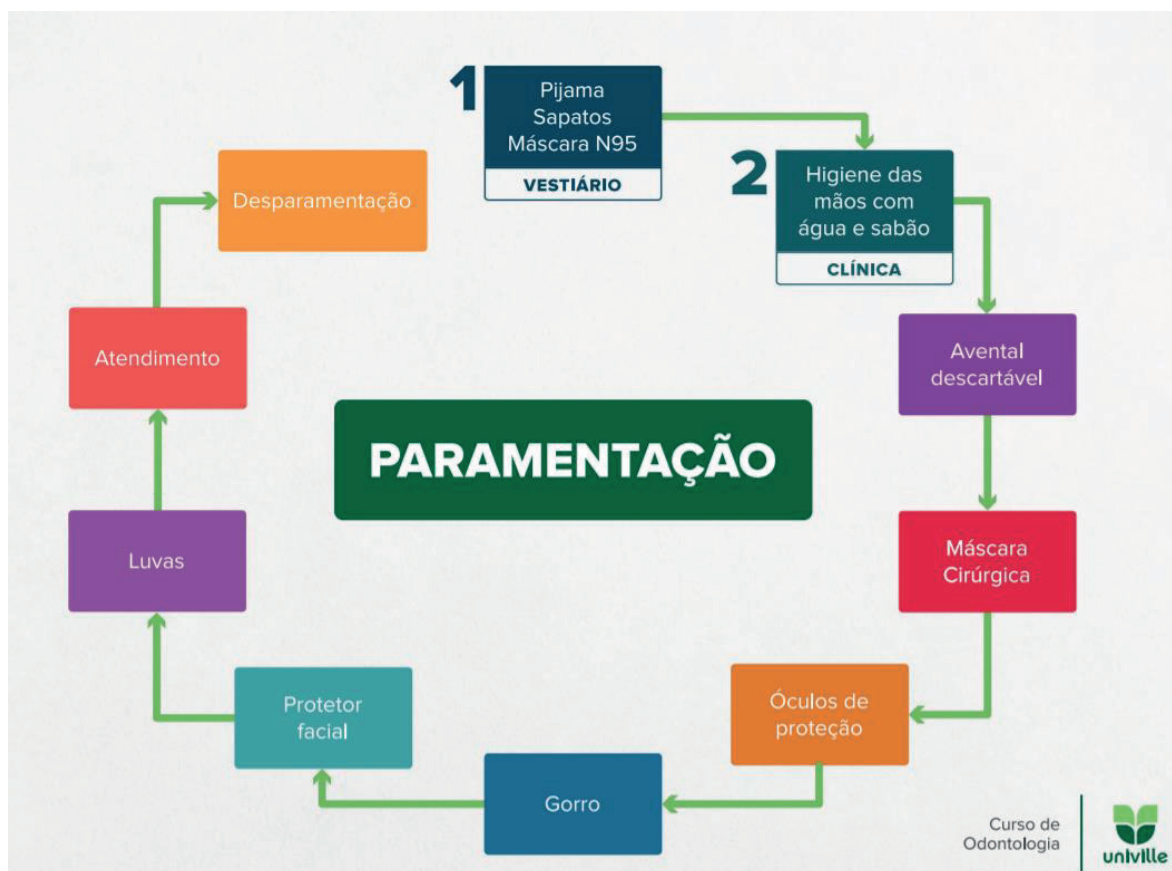 1
Pijama
Sapatos
Máscara N95
VESTIÁRIO
2
Higiene das
mãos com
água e sabão
CLÍNICA
Avental
descartável
Máscara
Cirúrgica
Óculos de
proteção
Gorro
Protetor
facial
Luvas
Atendimento
Desparamentação
PARAMENTAÇÃO
Curso de
Odontologia
univille